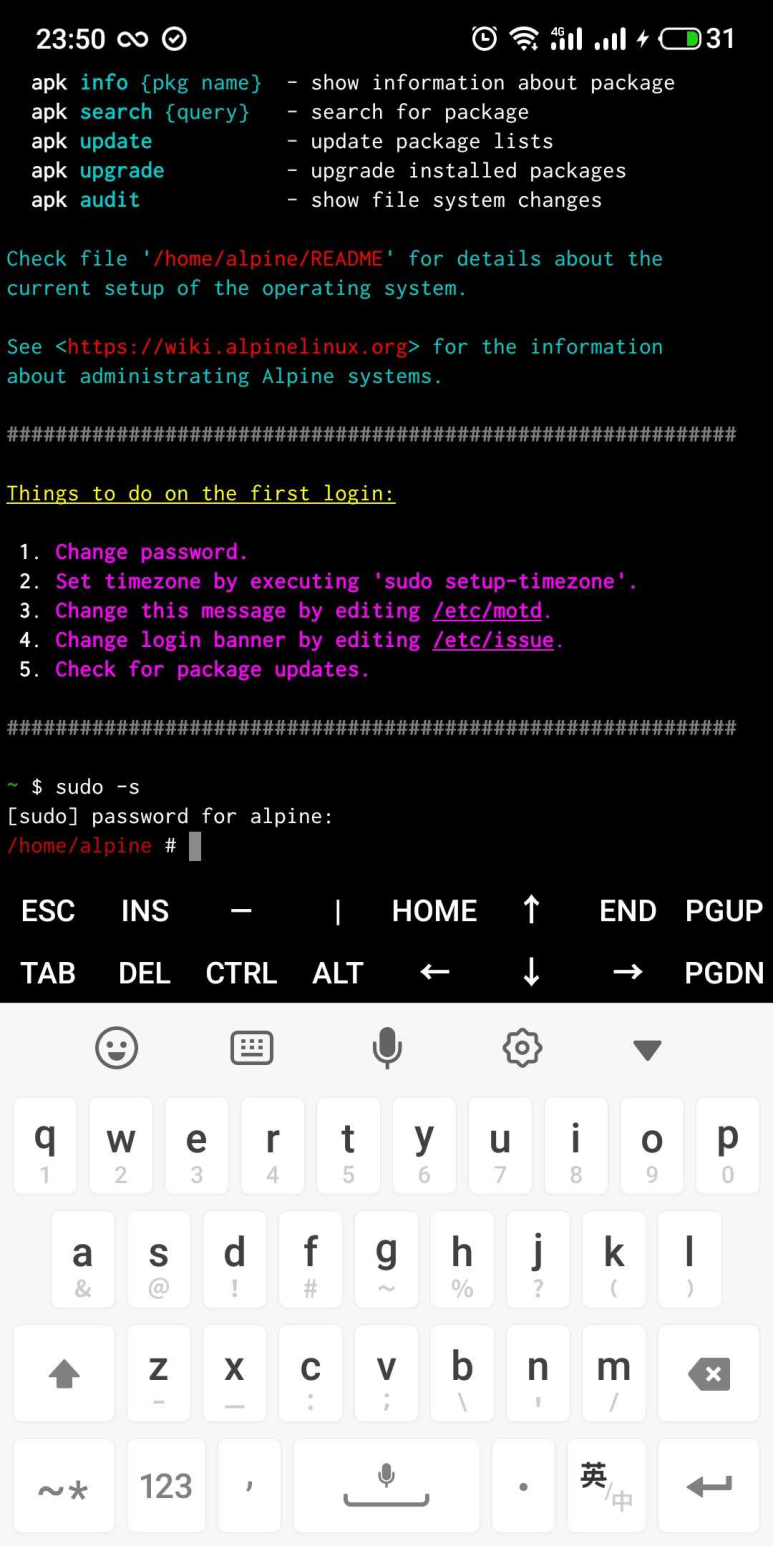 23:50 4G 31
apk info {pkg name} - show information about package
apk search {query} - search for package
apk update - update package lists
apk upgrade - upgrade installed packages
apk audit - show file system changes
Check file '/home/alpine/README' for details about the
current setup of the operating system.
See <https://wiki.alpinelinux.org> for the information
about administrating Alpine systems.
############################################################
Things to do on the first login:
1. Change password.
2. Set timezone by executing 'sudo setup-timezone'.
3. Change this message by editing /etc/motd.
4. Change login banner by editing /etc/issue.
5. Check for package updates.
############################################################
~ $ sudo -s
[sudo] password for alpine:
/home/alpine #
ESC INS — | HOME ↑ END PGUP
TAB DEL CTRL ALT ← ↓ → PGDN
q w e r t y u i o p
1 2 3 4 5 6 7 8 9 0
a s d f g h j k l
& @ ! # ~ % ? ( )
z x c v b n m
- _ : ; \ ' /
~* 123 , . 英/中